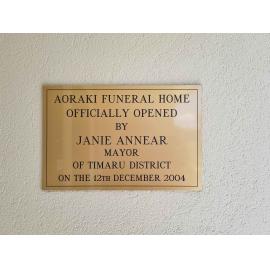 AORAKI FUNERAL HOME
OFFICIALLY OPENED
BY
JANIE ANNEAR
MAYOR
OF TIMARU DISTRICT
ON THE 12TH DECEMBER 2004